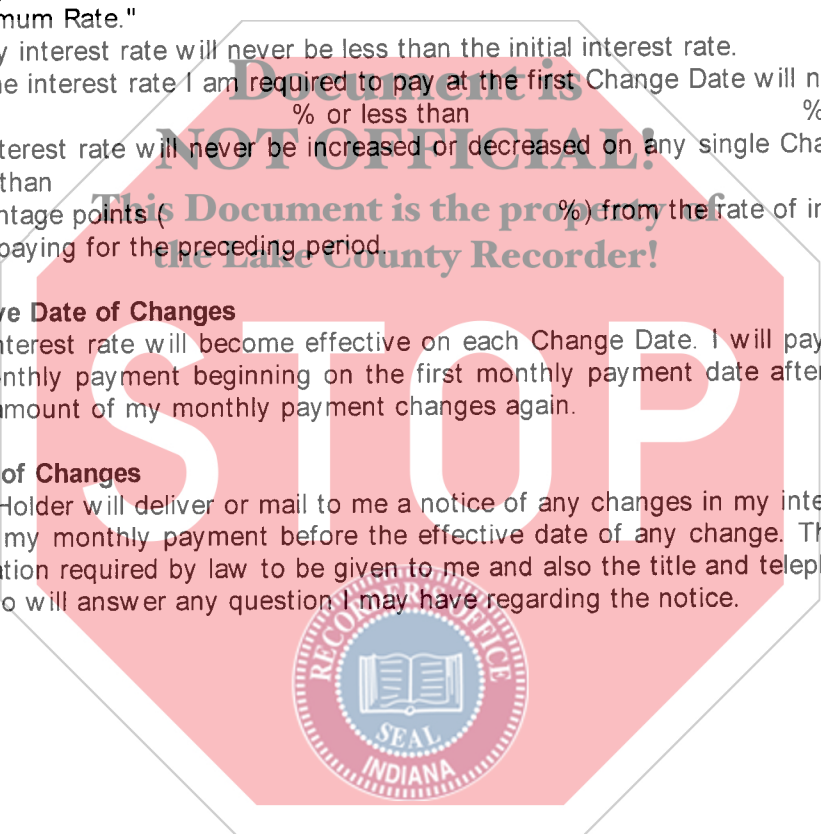 mum Rate."
y interest rate will never be less than the initial interest rate.
ne interest rate I am required to pay at the first Change Date will n
% or less than %
terest rate will never be increased or decreased on any single Cha
than
ntage points ( %) from the rate of in
paying for the preceding period.
ve Date of Changes
nterest rate will become effective on each Change Date. I will pay
nthly payment beginning on the first monthly payment date after
amount of my monthly payment changes again.
of Changes
Holder will deliver or mail to me a notice of any changes in my inte
my monthly payment before the effective date of any change. Th
ation required by law to be given to me and also the title and teleph
o will answer any question I may have regarding the notice.
Document is
NOT OFFICIAL!
This Document is the property of
the Lake County Recorder!
STOP
RECORDER'S OFFICE
SEAL
INDIANA